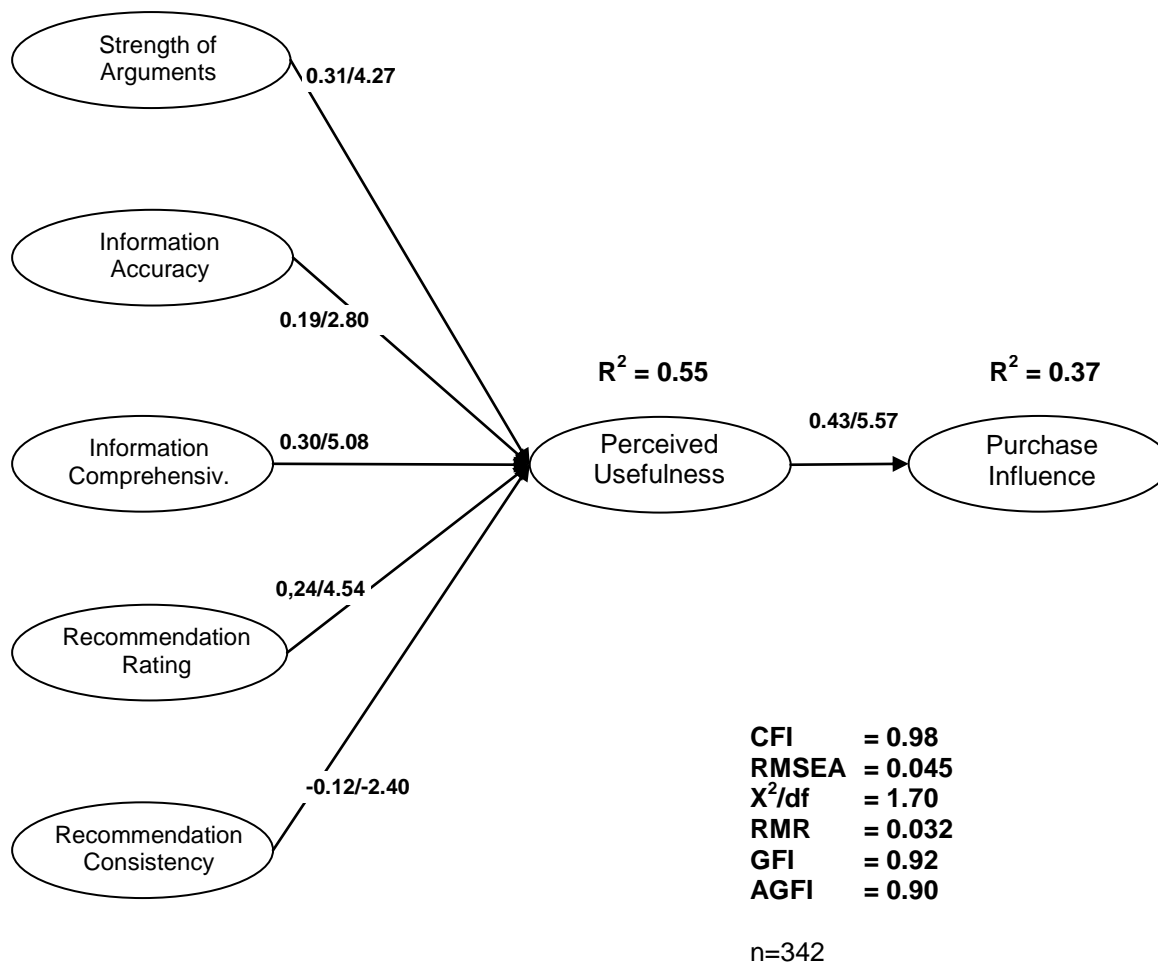 Strength of
Arguments
0.31/4.27
Information
Accuracy
0.19/2.80
R² = 0.55
R² = 0.37
Information
Comprehensiv.
0.30/5.08
Perceived
Usefulness
0.43/5.57
Purchase
Influence
0,24/4.54
Recommendation
Rating
-0.12/-2.40
Recommendation
Consistency
CFI = 0.98
RMSEA = 0.045
X²/df = 1.70
RMR = 0.032
GFI = 0.92
AGFI = 0.90
n=342